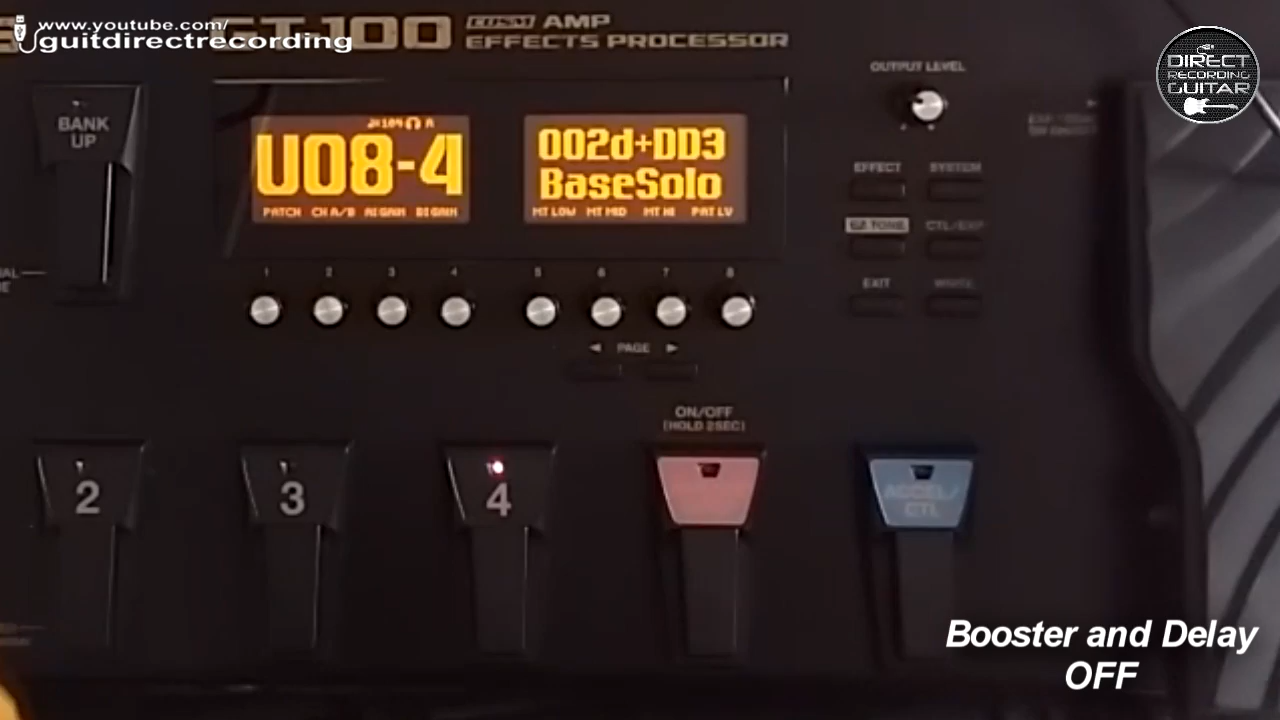 www.youtube.com/
guitdirectrecording
GT-100 COSM AMP
EFFECTS PROCESSOR
DIRECT
RECORDING
GUITAR
OUTPUT LEVEL
BANK
UP
U08-4
PATCH CH A/B A:GAIN B:GAIN
002d+DD3
BaseSolo
MT LOW MT MID MT HI PAT LV
EFFECT SYSTEM
EZ TONE CTL/EXP
EXIT
1 2 3 4 5 6 7 8
◄ PAGE ►
ON/OFF
(HOLD 2SEC)
2 3 4
ACCEL/
CTL
Booster and Delay
OFF